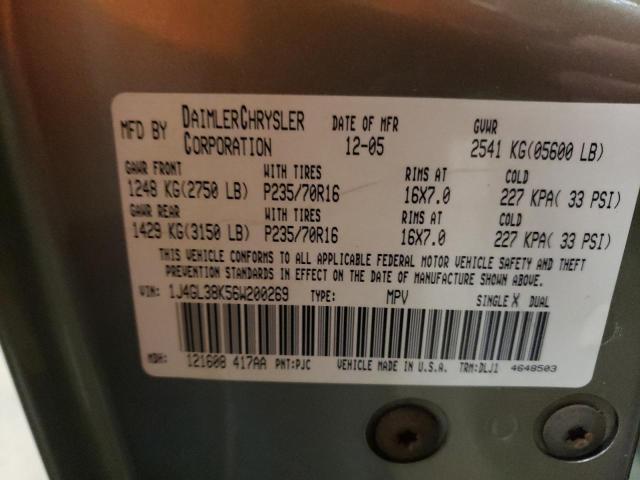 MFD BY DAIMLERCHRYSLER CORPORATION DATE OF MFR 12-05 GVWR 2541 KG(05600 LB)
GAWR FRONT WITH TIRES RIMS AT COLD
1248 KG(2750 LB) P235/70R16 16X7.0 227 KPA( 33 PSI)
GAWR REAR WITH TIRES RIMS AT COLD
1429 KG(3150 LB) P235/70R16 16X7.0 227 KPA( 33 PSI)
THIS VEHICLE CONFORMS TO ALL APPLICABLE FEDERAL MOTOR VEHICLE SAFETY AND THEFT
PREVENTION STANDARDS IN EFFECT ON THE DATE OF MANUFACTURE SHOWN ABOVE.
VIN: 1J4GL38K56W200269 TYPE: MPV SINGLE X DUAL
MDH: 121608 417AA PNT:PJC VEHICLE MADE IN U.S.A. TRM:DLJ1 4648503